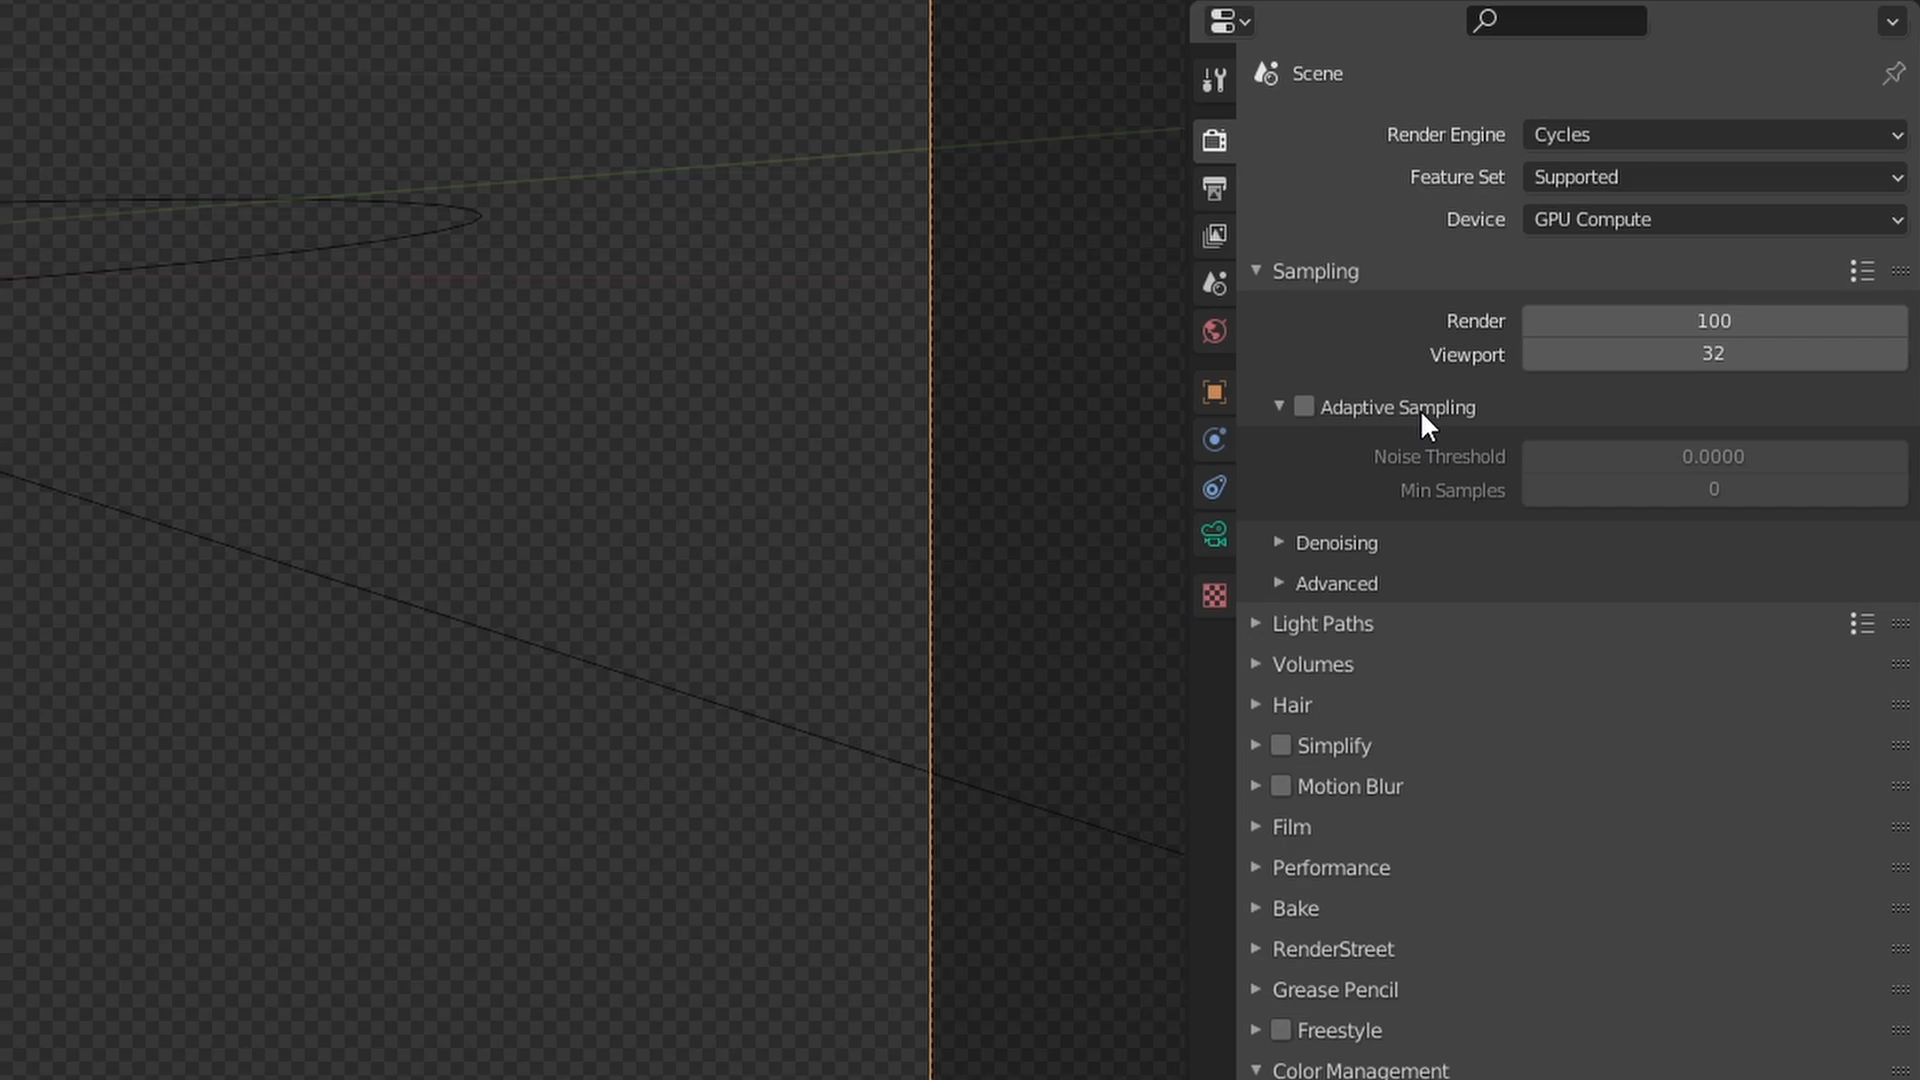 Scene
Render Engine Cycles
Feature Set Supported
Device GPU Compute
Sampling
Render 100
Viewport 32
Adaptive Sampling
Noise Threshold 0.0000
Min Samples 0
Denoising
Advanced
Light Paths
Volumes
Hair
Simplify
Motion Blur
Film
Performance
Bake
RenderStreet
Grease Pencil
Freestyle
Color Management